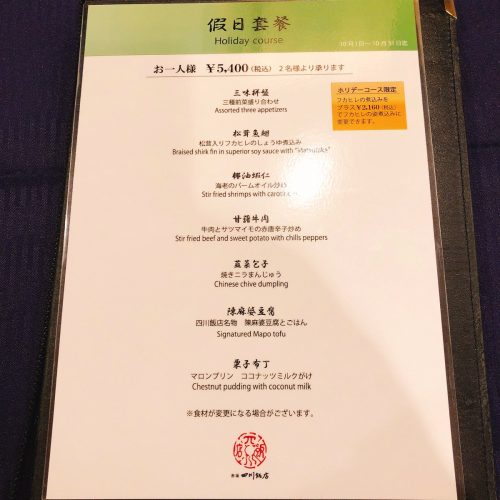 假日套餐
Holiday course
10月1日～10月31日迄
お一人様 ￥5,400(税込) 2名様より承ります
ホリデーコース限定
フカヒレの煮込みを
プラス￥2,160(税込)
でフカヒレの姿煮込みに
変更できます。
三味拼盤
三種前菜盛り合わせ
Assorted three appetizers
松茸魚翅
松茸入りフカヒレのしょうゆ煮込み
Braised shirk fin in superior soy sauce with "Matsutake"
椰油蝦仁
海老のパームオイル炒め
Stir fried shrimps with carotino oil
甘藷牛肉
牛肉とサツマイモの赤唐辛子炒め
Stir fried beef and sweet potato with chills peppers
韮菜包子
焼きニラまんじゅう
Chinese chive dumpling
陳麻婆豆腐
四川飯店名物 陳麻婆豆腐とごはん
Signatured Mapo tofu
栗子布丁
マロンプリン ココナッツミルクがけ
Chestnut pudding with coconut milk
※食材が変更になる場合がございます。
四川飯店